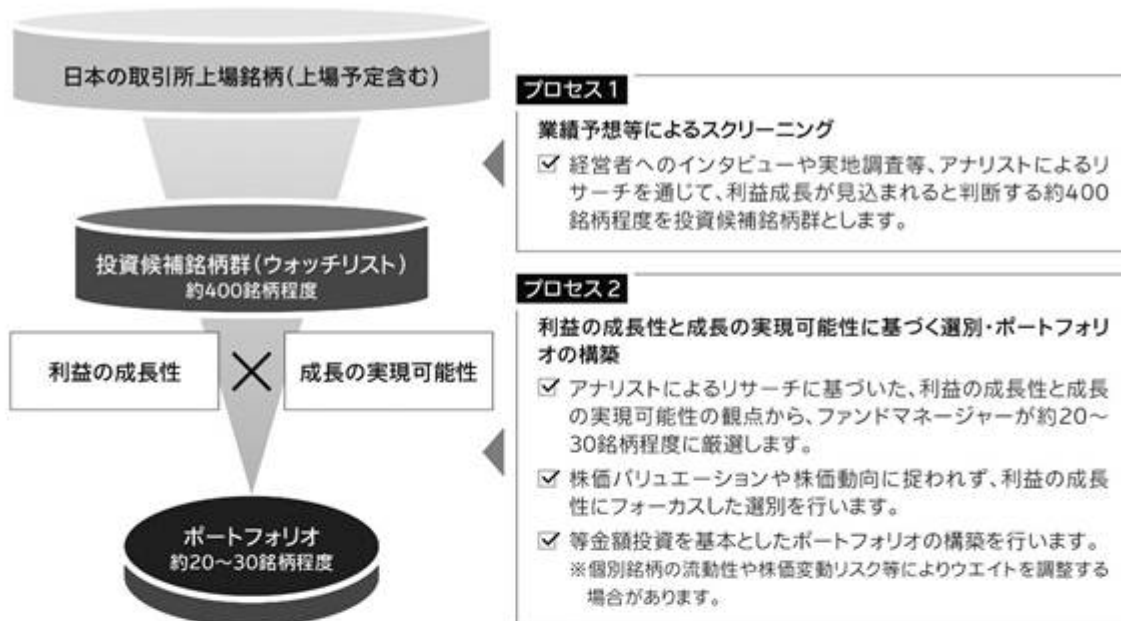 日本の取引所上場銘柄(上場予定含む)
プロセス1
業績予想等によるスクリーニング
経営者へのインタビューや実地調査等、アナリストによるリ
サーチを通じて、利益成長が見込まれると判断する約400
銘柄程度を投資候補銘柄群とします。
投資候補銘柄群(ウォッチリスト)
約400銘柄程度
利益の成長性
×
成長の実現可能性
プロセス2
利益の成長性と成長の実現可能性に基づく選別・ポートフォリ
オの構築
アナリストによるリサーチに基づいた、利益の成長性と成長
の実現可能性の観点から、ファンドマネージャーが約20〜
30銘柄程度に厳選します。
株価バリュエーションや株価動向に捉われず、利益の成長
性にフォーカスした選別を行います。
等金額投資を基本としたポートフォリオの構築を行います。
※個別銘柄の流動性や株価変動リスク等によりウエイトを調整する
場合があります。
ポートフォリオ
約20〜30銘柄程度